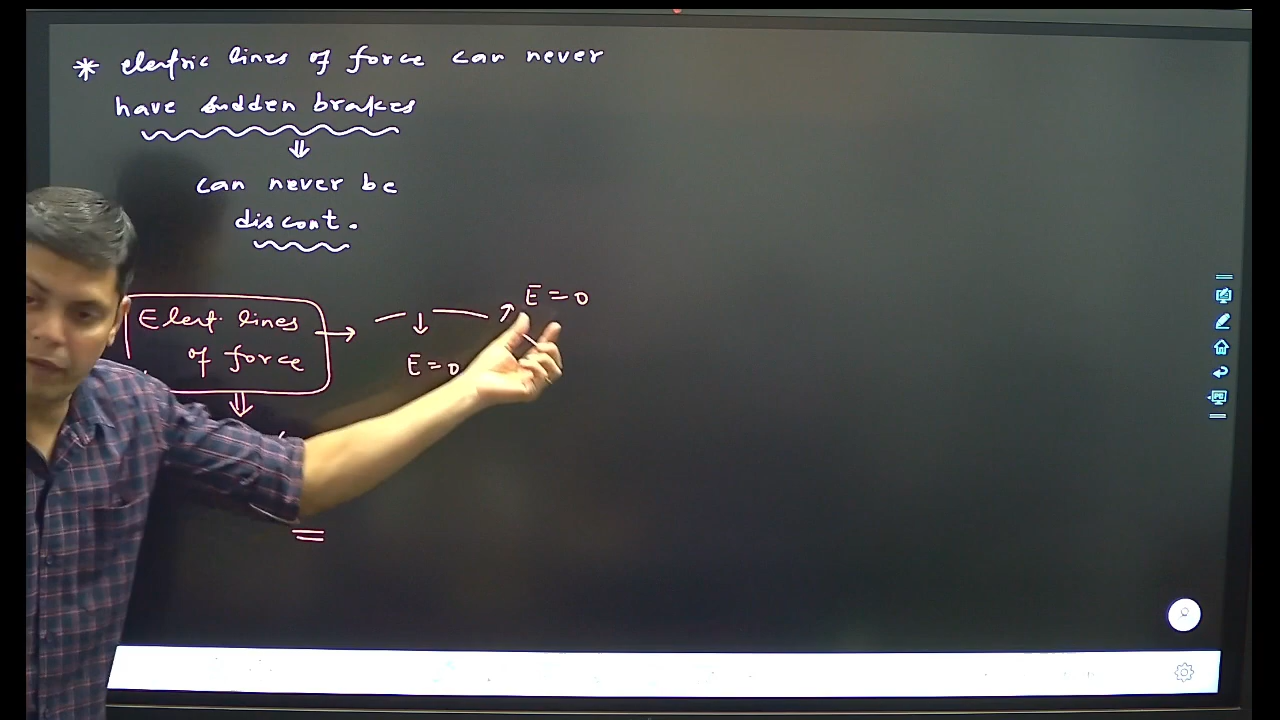 * electric lines of force can never
have sudden brakes
⇓
can never be
discont.
Elect. lines
of force
→
E = 0
↓
E = 0
⇓